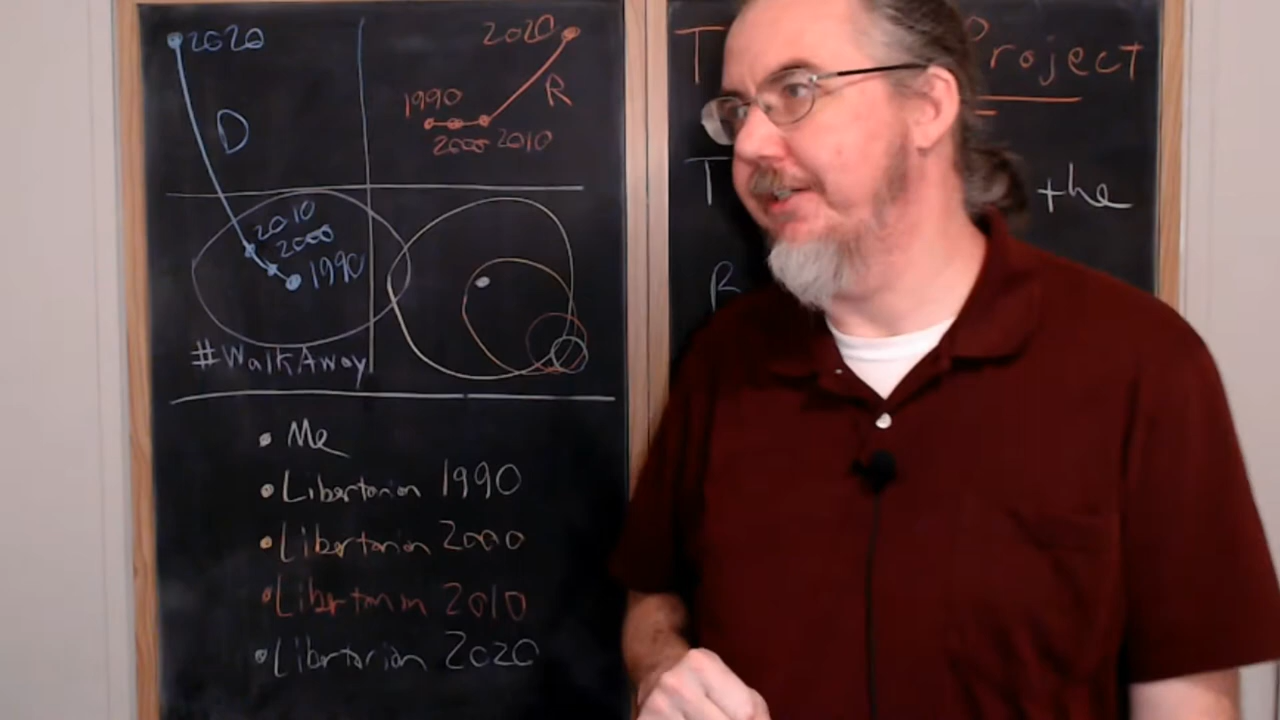 2020
D
2010
2000
1990
#WalkAway
2020
1990
R
2000 2010
• Me
• Libertarian 1990
• Libertarian 2000
• Libertarian 2010
• Libertarian 2020
T Project
T the
R